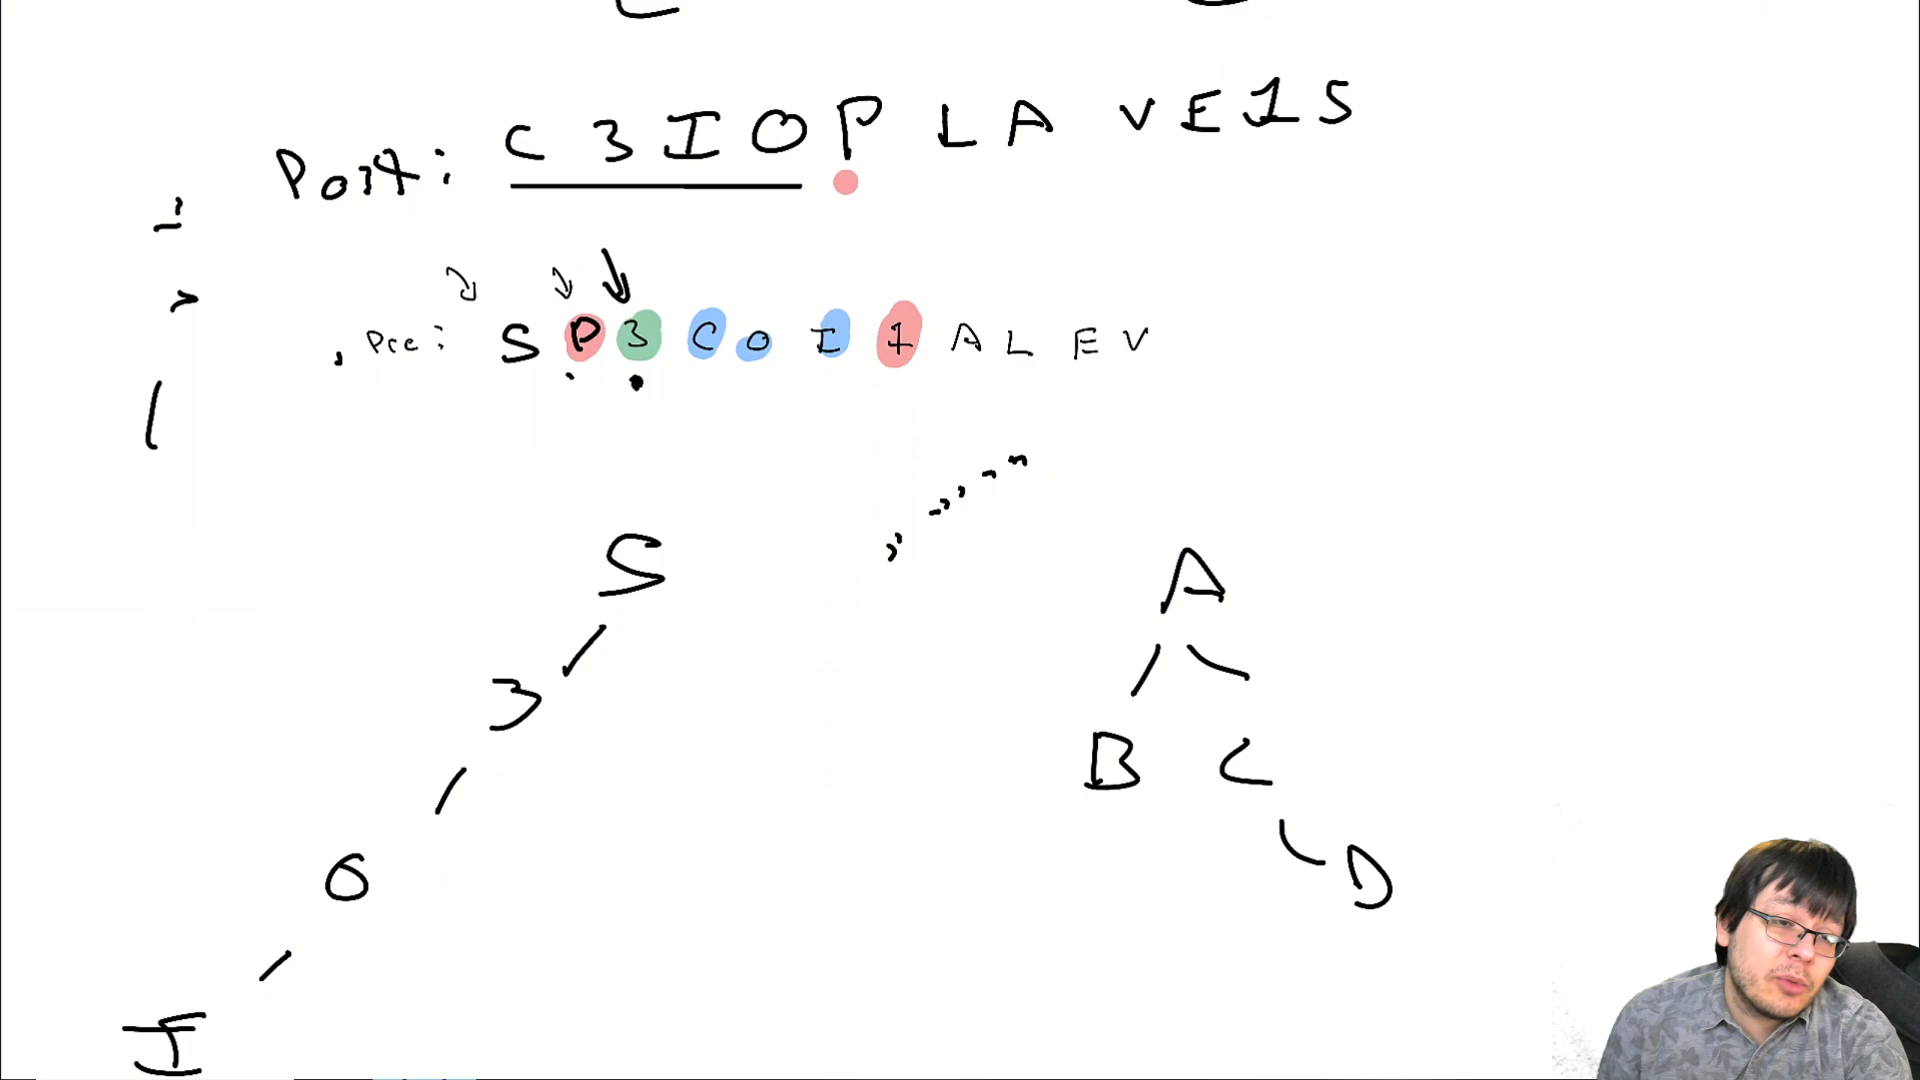 Post: C 3 I O P L A V E 1 S
Pre: S P 3 C O I 1 A L E V
S
A
3
B C
O
D
I